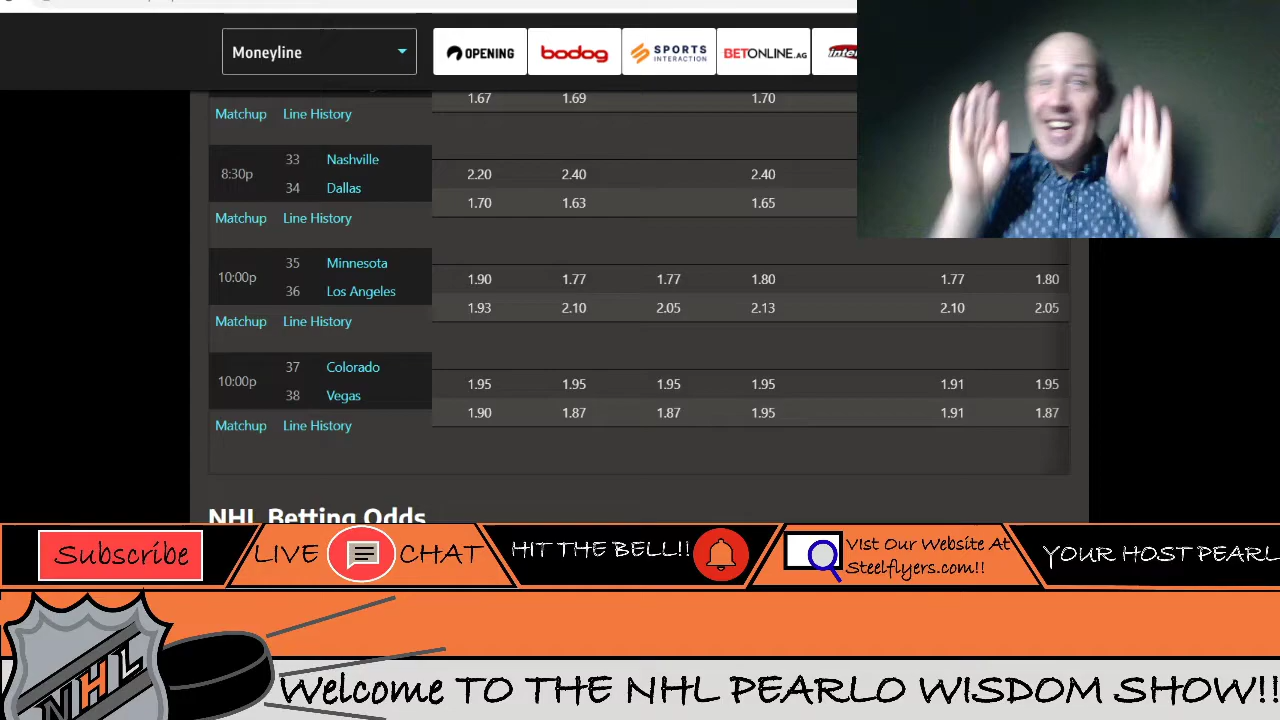 Moneyline
OPENING
bodog
SPORTS
INTERACTION
BETONLINE.AG
1.67 1.69 1.70
Matchup Line History
33 Nashville 2.20 2.40 2.40
8:30p
34 Dallas 1.70 1.63 1.65
Matchup Line History
35 Minnesota 1.90 1.77 1.77 1.80 1.77 1.80
10:00p
36 Los Angeles 1.93 2.10 2.05 2.13 2.10 2.05
Matchup Line History
37 Colorado 1.95 1.95 1.95 1.95 1.91 1.95
10:00p
38 Vegas 1.90 1.87 1.87 1.95 1.91 1.87
Matchup Line History
NHL Betting Odds
Subscribe
LIVE CHAT
HIT THE BELL!!
VIst Our Website At
Steelflyers.com!!
YOUR HOST PEARL
NHL
Welcome TO THE NHL PEARLO WISDOM SHOW!!